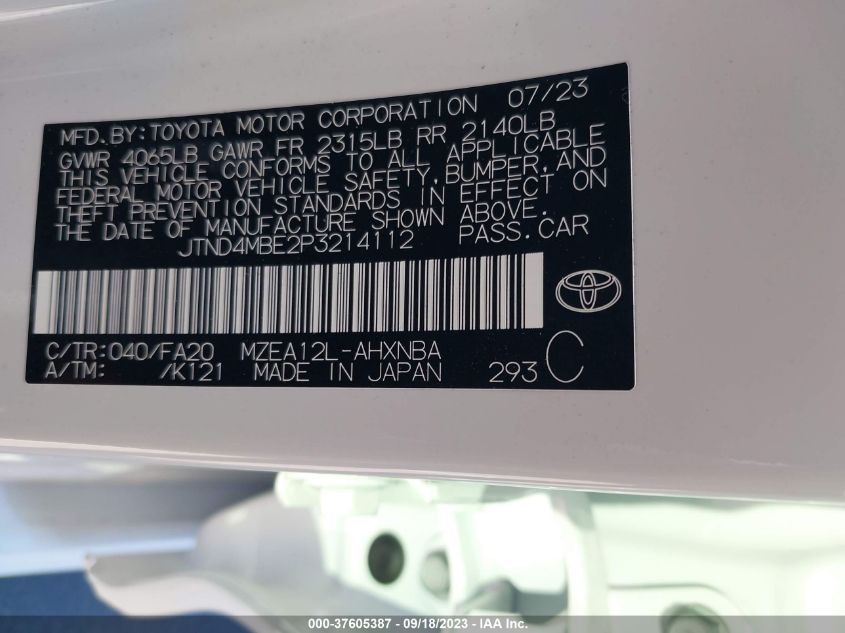 MFD.BY:TOYOTA MOTOR CORPORATION 07/23
GVWR 4065LB GAWR FR 2315LB RR 2140LB
THIS VEHICLE CONFORMS TO ALL APPLICABLE
FEDERAL MOTOR VEHICLE SAFETY,BUMPER,AND
THEFT PREVENTION STANDARDS IN EFFECT ON
THE DATE OF MANUFACTURE SHOWN ABOVE.
JTND4MBE2P3214112 PASS.CAR
C/TR:040/FA20 MZEA12L-AHXNBA
A/TM: /K121 MADE IN JAPAN 293 C
000-37605387 - 09/18/2023 - IAA Inc.